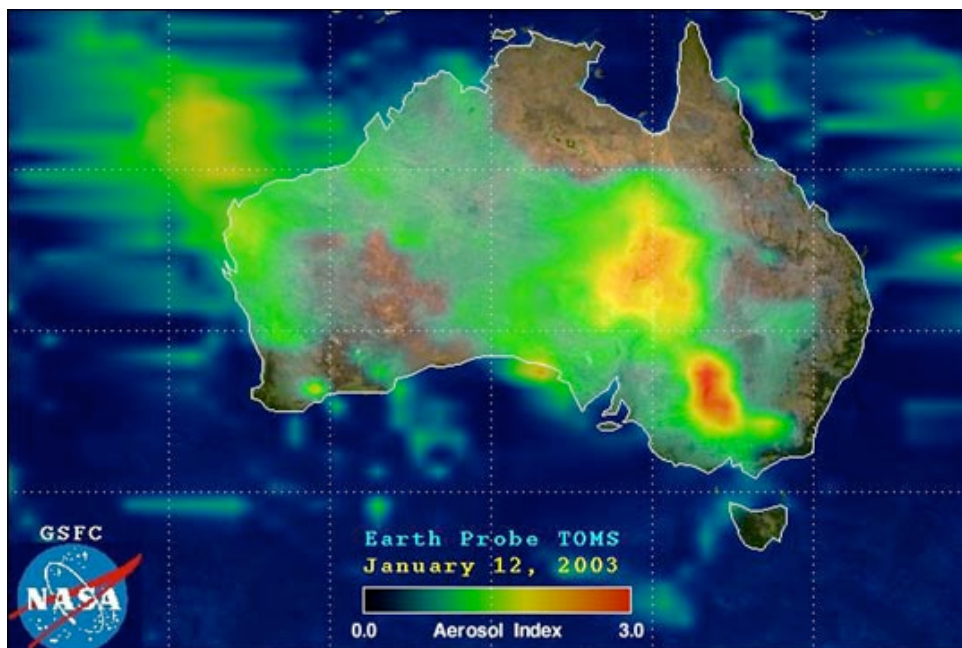 GSFC
NASA
Earth Probe TOMS
January 12, 2003
0.0 Aerosol Index 3.0